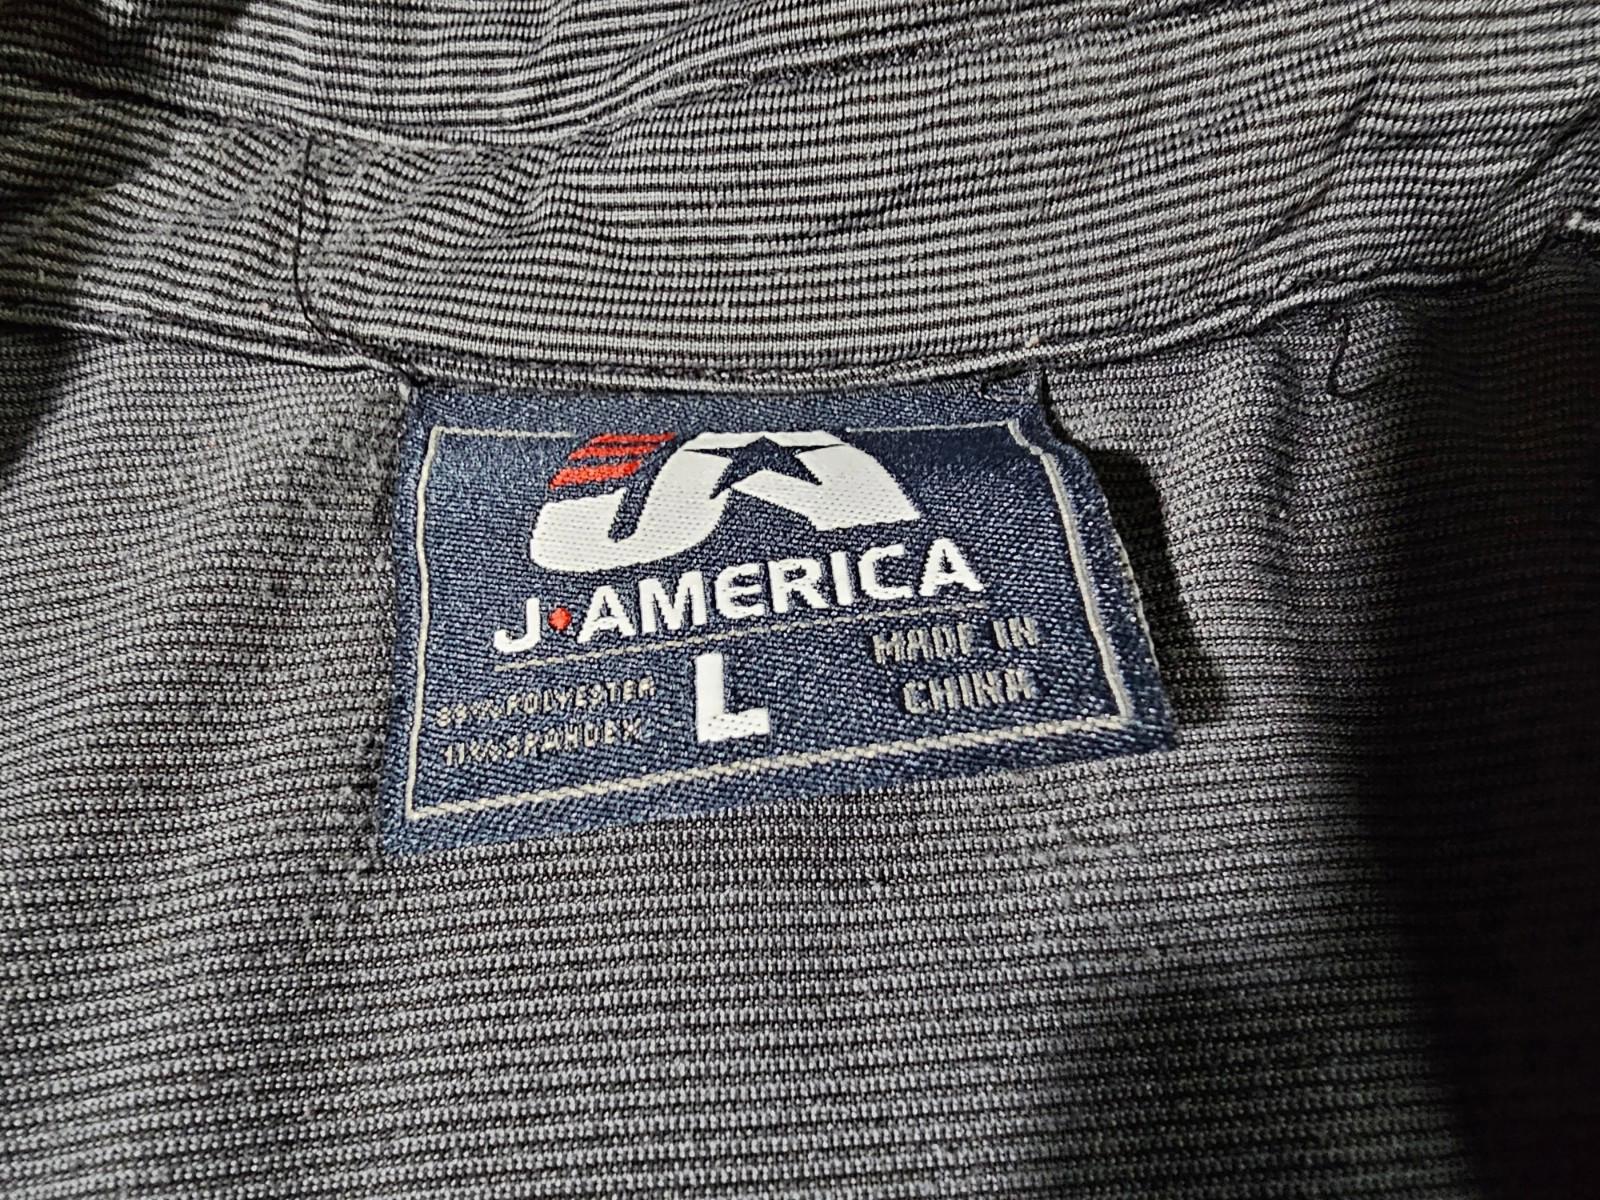 J·AMERICA
89% POLYESTER
11% SPANDEX
L
MADE IN
CHINA